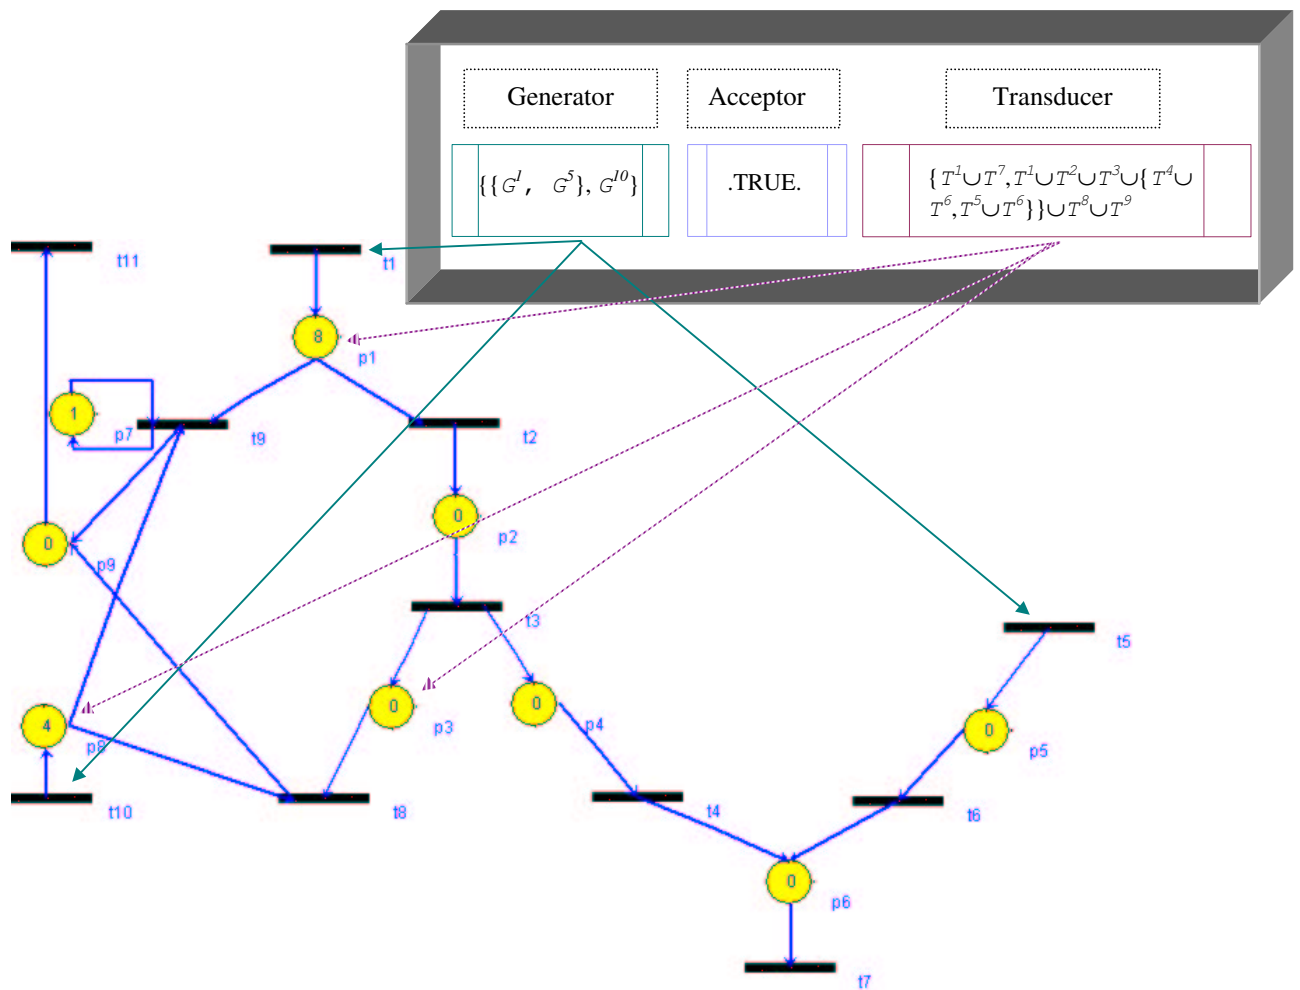 Generator
Acceptor
Transducer
{{G¹, G⁵}, G¹⁰}
.TRUE.
{T¹∪T⁷,T¹∪T²∪T³∪{T⁴∪
T⁶,T⁵∪T⁶}}∪T⁸∪T⁹
t11
t1
8
p1
1
p7
t9
t2
0
p2
0
p9
t3
t5
4
p8
0
p3
0
p4
0
p5
t10
t8
t4
t6
0
p6
t7